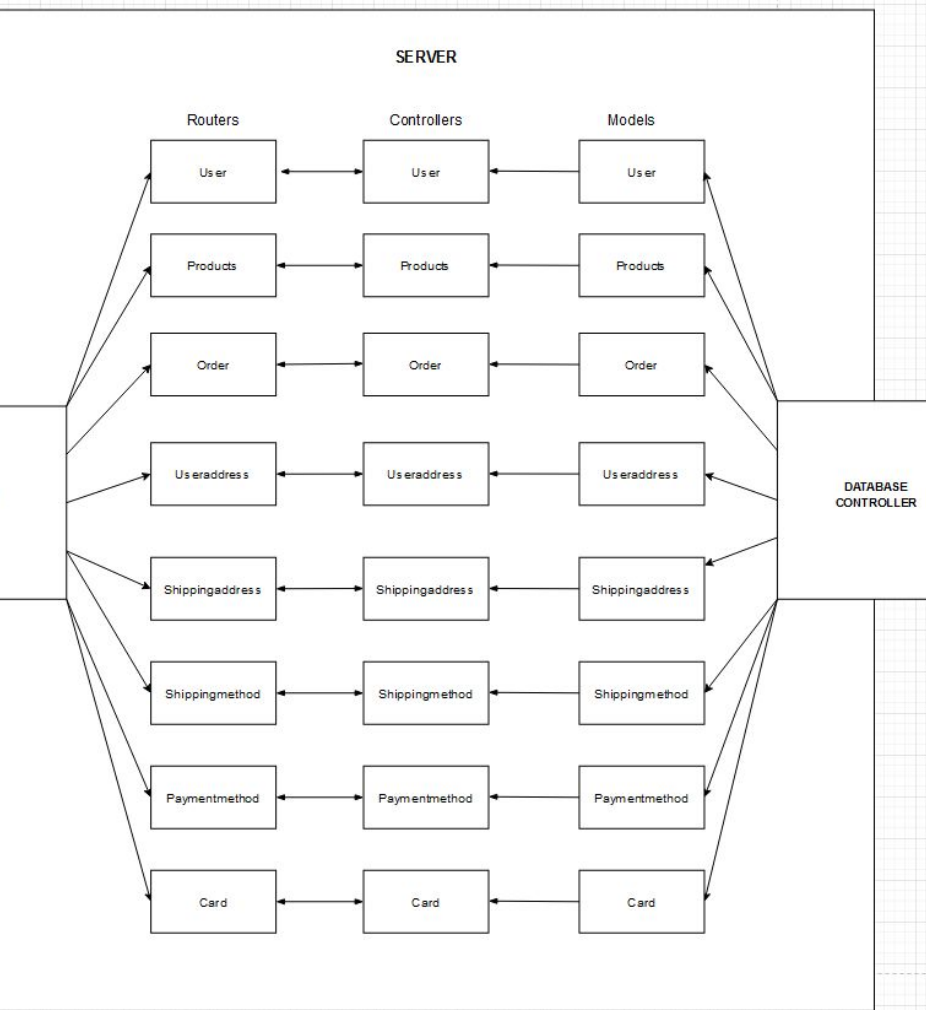 SERVER
Routers Controllers Models
User User User
Products Products Products
Order Order Order
Useraddress Useraddress Useraddress
DATABASE
CONTROLLER
Shippingaddress Shippingaddress Shippingaddress
Shippingmethod Shippingmethod Shippingmethod
Paymentmethod Paymentmethod Paymentmethod
Card Card Card